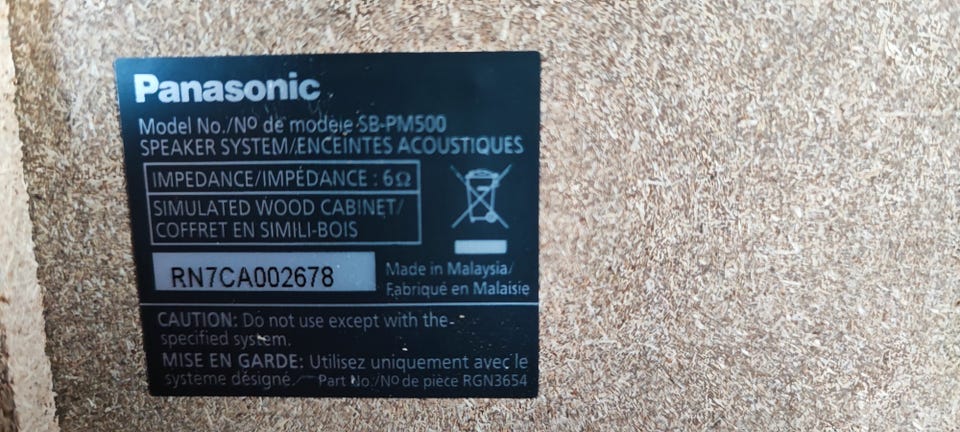 Panasonic
Model No./Nº de modèle SB-PM500
SPEAKER SYSTEM/ENCEINTES ACOUSTIQUES
IMPEDANCE/IMPÉDANCE : 6Ω
SIMULATED WOOD CABINET/
COFFRET EN SIMILI-BOIS
RN7CA002678
Made in Malaysia/
Fabriqué en Malaisie
CAUTION: Do not use except with the
specified system.
MISE EN GARDE: Utilisez uniquement avec le
système désigné. Part No./Nº de pièce RGN3654